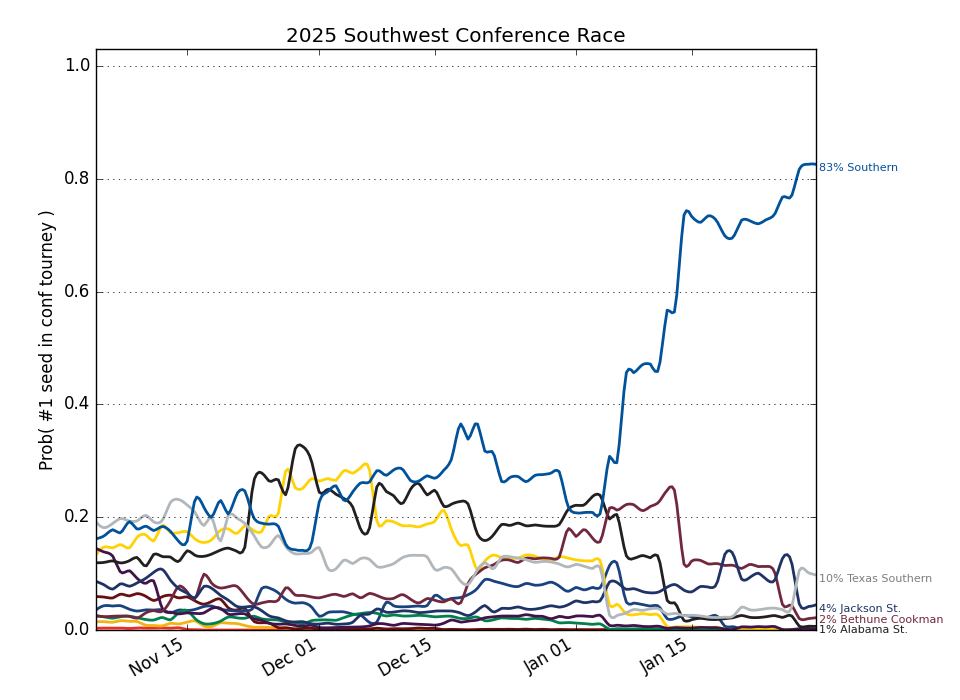 2025 Southwest Conference Race
Prob( #1 seed in conf tourney )
1.0
0.8
0.6
0.4
0.2
0.0
Nov 15
Dec 01
Dec 15
Jan 01
Jan 15
83% Southern
10% Texas Southern
4% Jackson St.
2% Bethune Cookman
1% Alabama St.